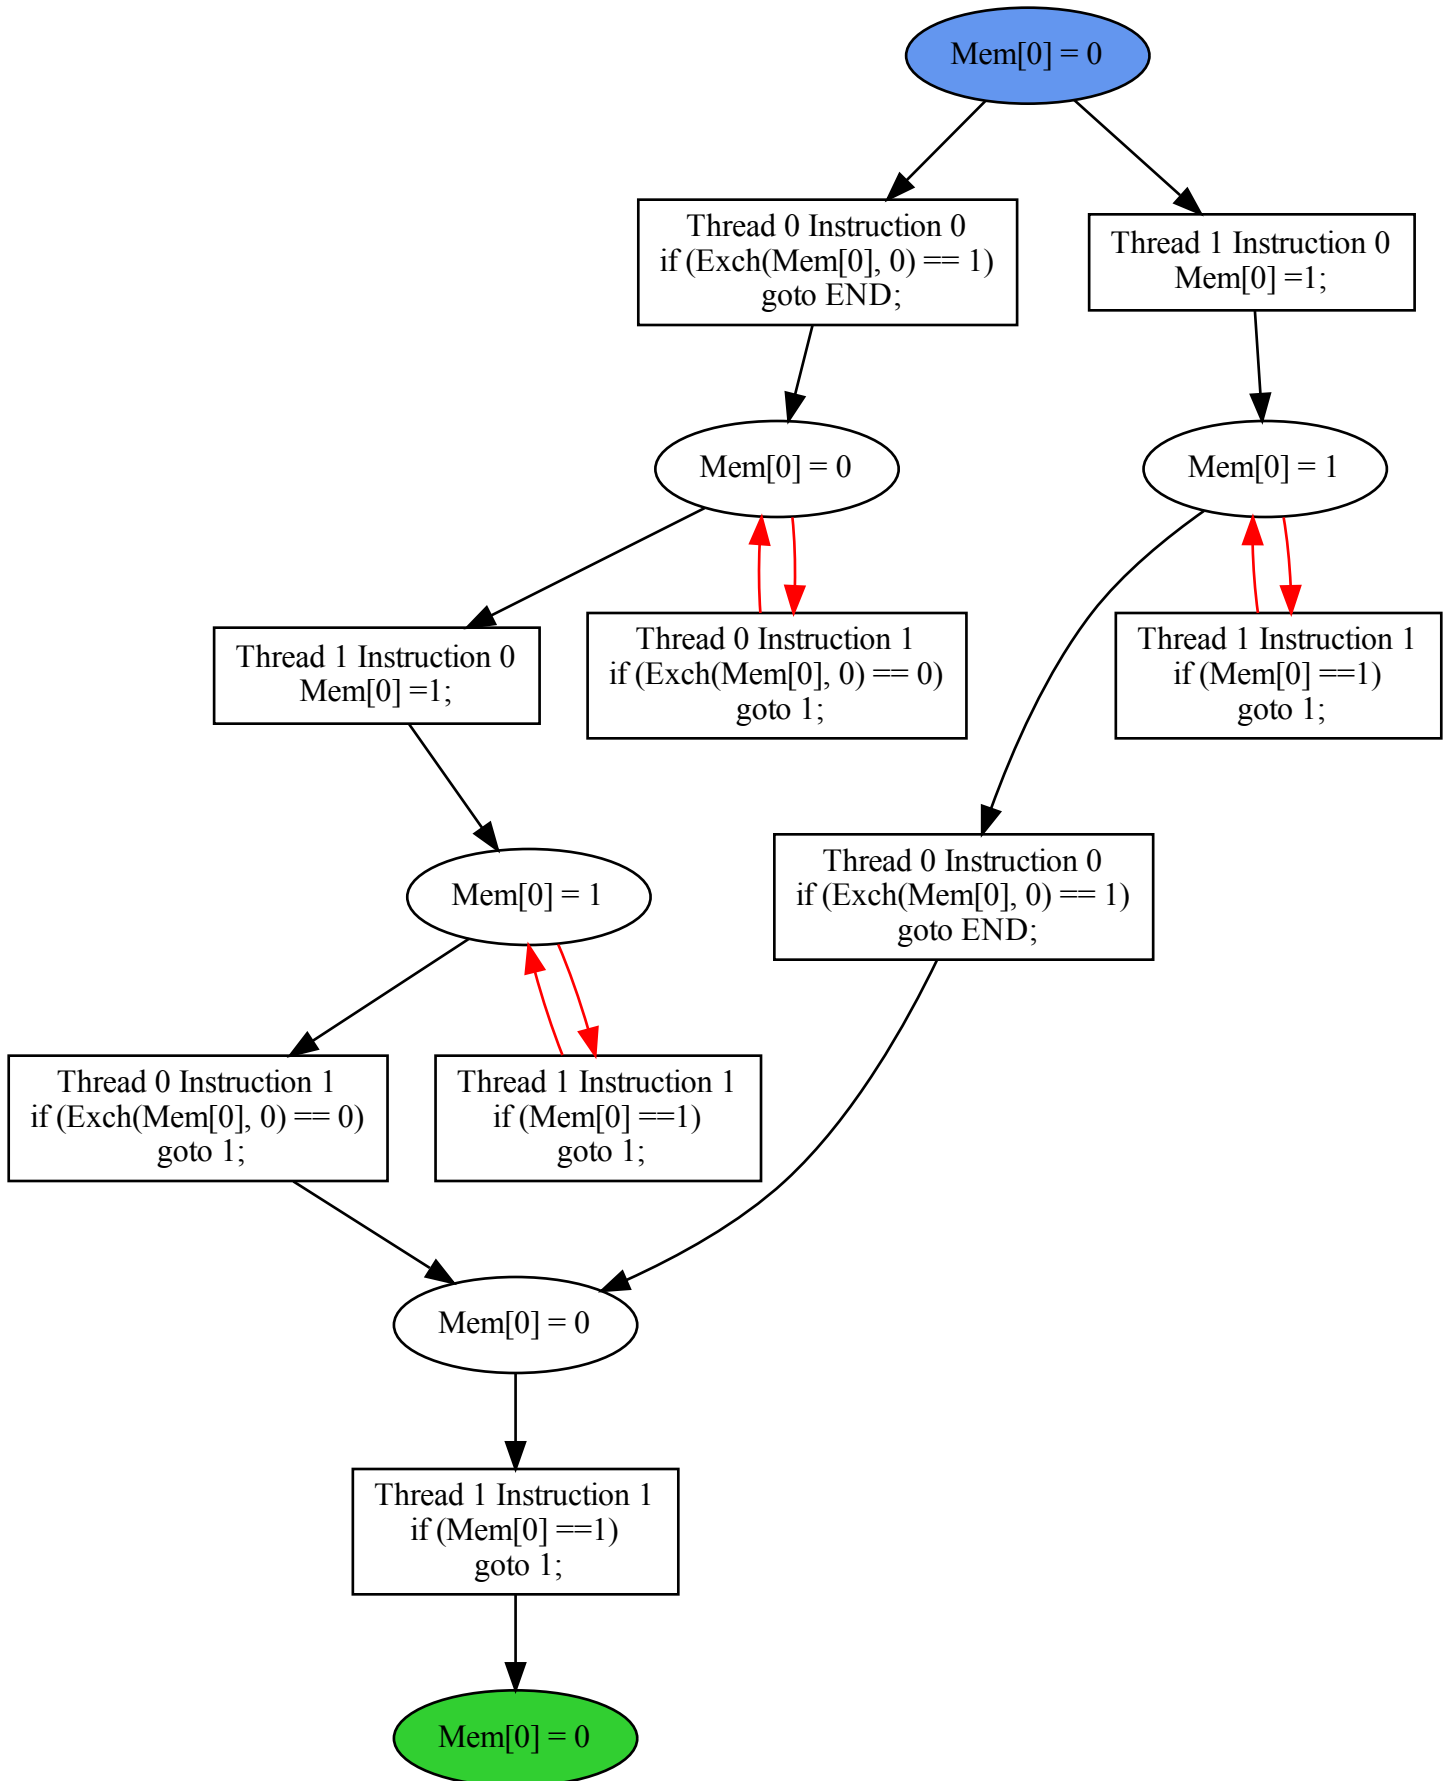 Mem[0] = 0
Thread 0 Instruction 0
if (Exch(Mem[0], 0) == 1)
goto END;
Thread 1 Instruction 0
Mem[0] =1;
Mem[0] = 0
Mem[0] = 1
Thread 1 Instruction 0
Mem[0] =1;
Thread 0 Instruction 1
if (Exch(Mem[0], 0) == 0)
goto 1;
Thread 1 Instruction 1
if (Mem[0] ==1)
goto 1;
Mem[0] = 1
Thread 0 Instruction 0
if (Exch(Mem[0], 0) == 1)
goto END;
Thread 0 Instruction 1
if (Exch(Mem[0], 0) == 0)
goto 1;
Thread 1 Instruction 1
if (Mem[0] ==1)
goto 1;
Mem[0] = 0
Thread 1 Instruction 1
if (Mem[0] ==1)
goto 1;
Mem[0] = 0